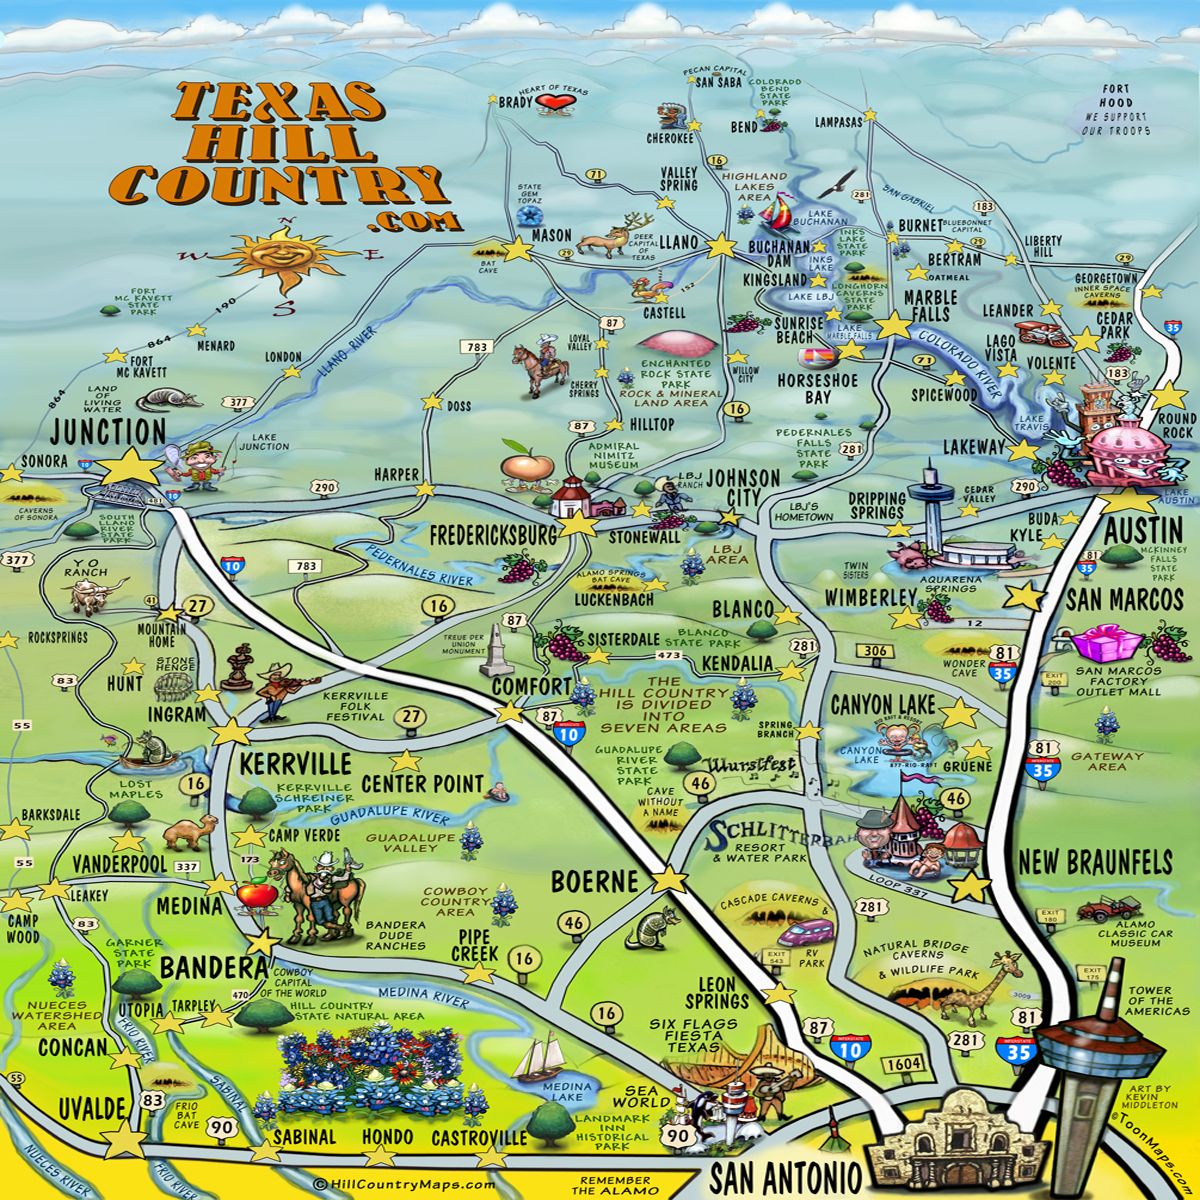 TEXAS
HILL
COUNTRY
.COM
N
W E
S
PECAN CAPITAL
SAN SABA
COLORADO
BEND
STATE
PARK
HEART OF TEXAS
BRADY
CHEROKEE
BEND
LAMPASAS
FORT
HOOD
WE SUPPORT
OUR TROOPS
71
16
VALLEY
SPRING
HIGHLAND
LAKES
AREA
281
SAN GABRIEL
183
STATE
GEM
TOPAZ
MASON
DEER
CAPITAL
OF
TEXAS
LLANO
BUCHANAN
DAM
LAKE
BUCHANAN
INKS
LAKE
STATE
PARK
INKS
LAKE
BURNET
BLUEBONNET
CAPITAL
29
BERTRAM
OATMEAL
LIBERTY
HILL
29
GEORGETOWN
INNER SPACE
CAVERNS
BAT
CAVE
29
152
CASTELL
KINGSLAND
LAKE LBJ
LONGHORN
CAVERNS
STATE
PARK
MARBLE
FALLS
LEANDER
CEDAR
PARK
35
FORT
MC KAVETT
STATE
PARK
190
864
MENARD
FORT
MC KAVETT
LONDON
LLANO RIVER
783
87
LOYAL
VALLEY
CHERRY
SPRINGS
ENCHANTED
ROCK STATE
PARK
ROCK & MINERAL
LAND AREA
WILLOW
CITY
SUNRISE
BEACH
LAKE
MARBLE FALLS
HORSESHOE
BAY
COLORADO RIVER
71
SPICEWOOD
LAGO
VISTA
VOLENTE
183
ROUND
ROCK
864
LAND
OF
LIVING
WATER
377
DOSS
HILLTOP
16
87
LAKE
TRAVIS
LAKEWAY
JUNCTION
LAKE
JUNCTION
SONORA
10
481
10
CAVERNS
OF SONORA
SOUTH
LLANO
RIVER
STATE
PARK
HARPER
290
ADMIRAL
NIMITZ
MUSEUM
LBJ
RANCH
JOHNSON
CITY
PEDERNALES
FALLS
STATE
PARK
281
FREDERICKSBURG
STONEWALL
LBJ'S
HOMETOWN
DRIPPING
SPRINGS
CEDAR
VALLEY
290
LAKE
AUSTIN
BUDA
KYLE
AUSTIN
81
35
MCKINNEY
FALLS
STATE
PARK
377
YO
RANCH
10
783
PEDERNALES RIVER
LBJ
AREA
ALAMO SPRINGS
BAT CAVE
LUCKENBACH
TWIN
SISTERS
AQUARENA
SPRINGS
WIMBERLEY
SAN MARCOS
41
27
MOUNTAIN
HOME
16
87
BLANCO
12
ROCKSPRINGS
TREUE DER
UNION
MONUMENT
SISTERDALE
BLANCO
STATE PARK
473
KENDALIA
281
306
WONDER
CAVE
81
35
EXIT
200
SAN MARCOS
FACTORY
OUTLET MALL
83
HUNT
STONE
HENGE
INGRAM
KERRVILLE
FOLK
FESTIVAL
27
COMFORT
87
10
THE
HILL COUNTRY
IS DIVIDED
INTO
SEVEN AREAS
SPRING
BRANCH
CANYON LAKE
RIO RAFT & RESORT
CANYON
LAKE
877-RIO-RAFT
GRUENE
81
35
GATEWAY
AREA
55
KERRVILLE
CENTER POINT
16
LOST
MAPLES
KERRVILLE
SCHREINER
PARK
GUADALUPE RIVER
GUADALUPE
RIVER
STATE
PARK
Wurstfest
46
CAVE
WITHOUT
A NAME
46
BARKSDALE
CAMP VERDE
GUADALUPE
VALLEY
SCHLITTERBAHN
RESORT
& WATER PARK
55
VANDERPOOL
337
173
LEAKEY
MEDINA
COWBOY
COUNTRY
AREA
BOERNE
LOOP 337
NEW BRAUNFELS
CAMP
WOOD
83
BANDERA
DUDE
RANCHES
46
CASCADE CAVERNS &
RV
PARK
EXIT
543
281
EXIT
180
ALAMO
CLASSIC CAR
MUSEUM
GARNER
STATE
PARK
BANDERA
COWBOY
CAPITAL
OF THE WORLD
PIPE
CREEK
16
NATURAL BRIDGE
CAVERNS
& WILDLIFE PARK
3009
EXIT
175
NUECES
WATERSHED
AREA
UTOPIA
TARPLEY
470
MEDINA RIVER
HILL COUNTRY
STATE NATURAL AREA
LEON
SPRINGS
TOWER
OF THE
AMERICAS
CONCAN
FRIO RIVER
16
SIX FLAGS
FIESTA
TEXAS
87
10
281
81
35
1604
55
UVALDE
83
FRIO
BAT
CAVE
SABINAL
90
MEDINA
LAKE
SEA
WORLD
ART BY
KEVIN
MIDDLETON
©ToonMaps.com
SABINAL
HONDO
CASTROVILLE
LANDMARK
INN
HISTORICAL
PARK
90
NUECES RIVER
FRIO RIVER
©HillCountryMaps.com
REMEMBER
THE ALAMO
SAN ANTONIO